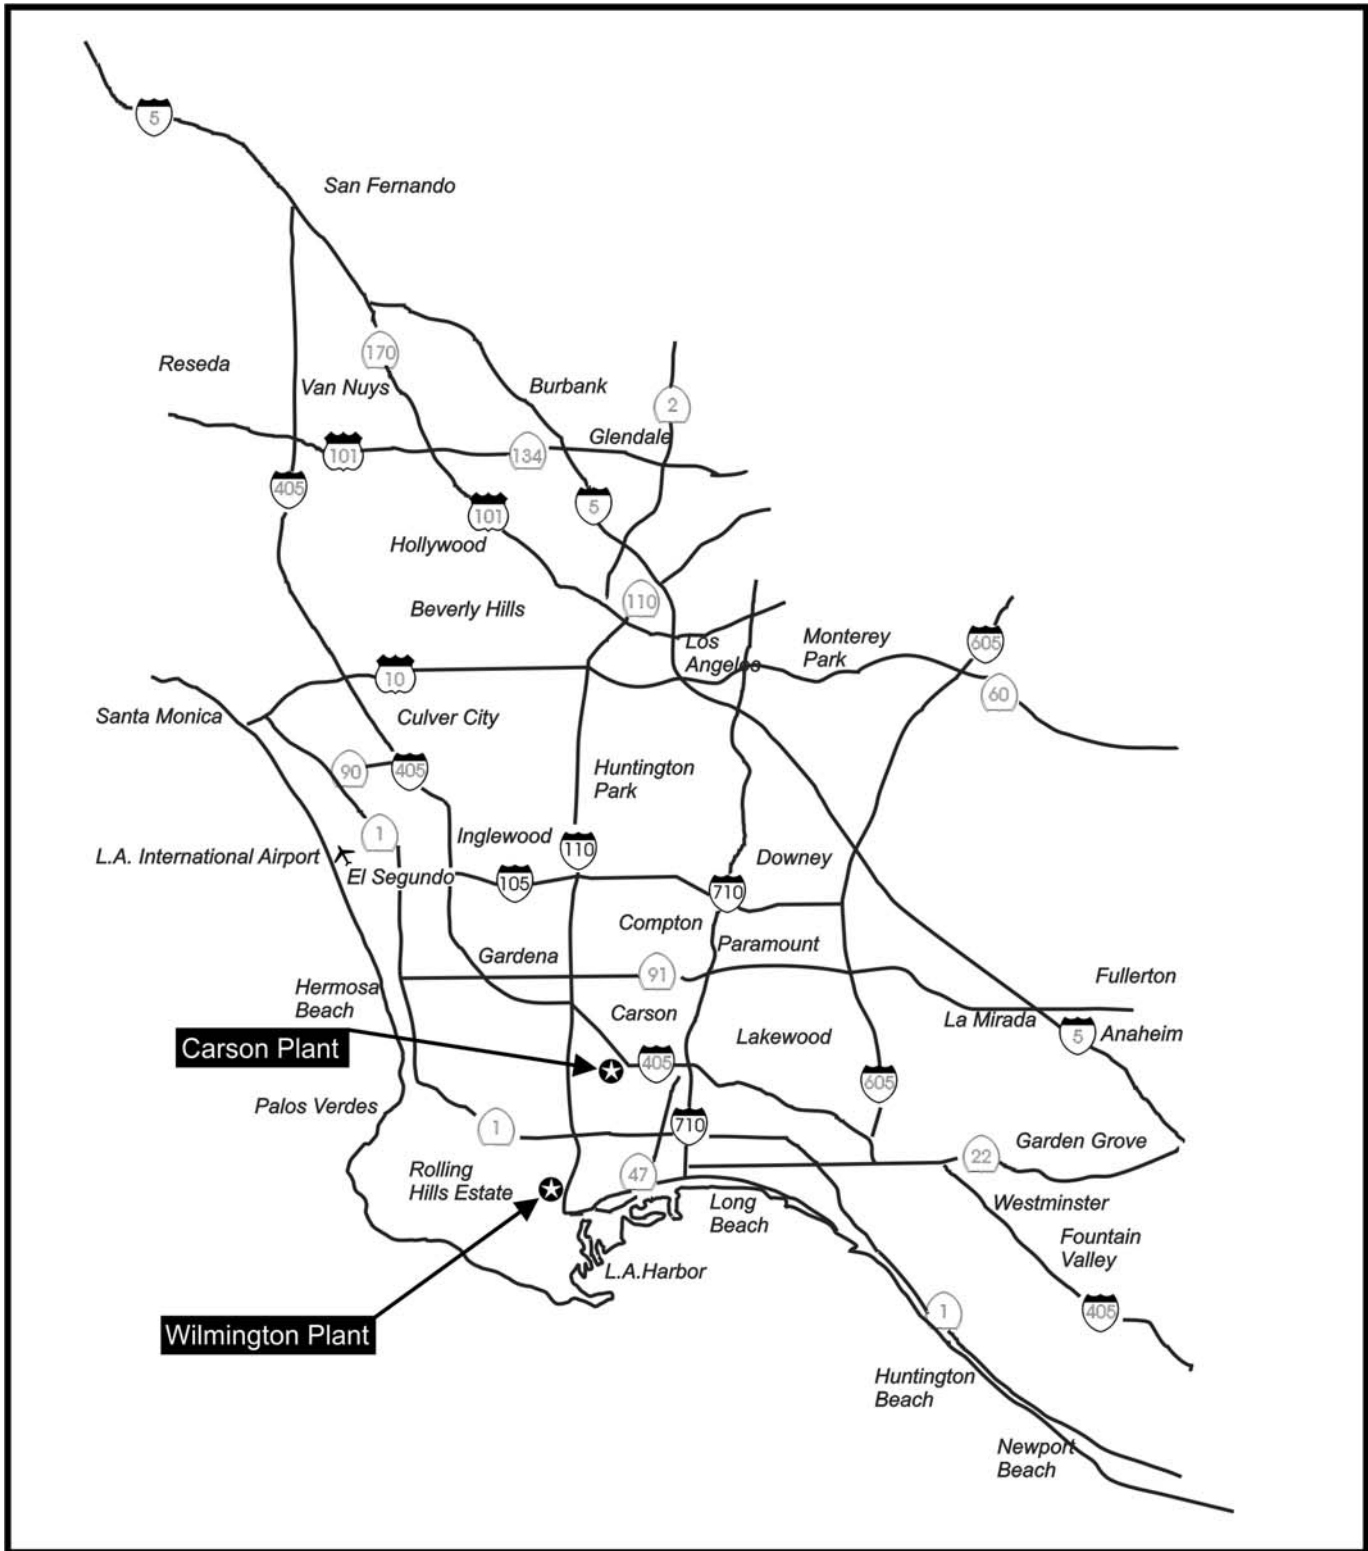 5
San Fernando
170
Reseda
Van Nuys
Burbank
2
Glendale
101
134
405
101
5
Hollywood
110
Beverly Hills
Los
Angeles
Monterey
Park
605
10
60
Santa Monica
Culver City
90
405
Huntington
Park
1
Inglewood
110
L.A. International Airport
El Segundo
105
710
Downey
Compton
Paramount
Gardena
91
Fullerton
Hermosa
Beach
Carson
La Mirada
Lakewood
5
Anaheim
Carson Plant
405
605
Palos Verdes
1
710
Garden Grove
22
Rolling
Hills Estate
47
Long
Beach
Westminster
Fountain
Valley
L.A.Harbor
1
405
Wilmington Plant
Huntington
Beach
Newport
Beach